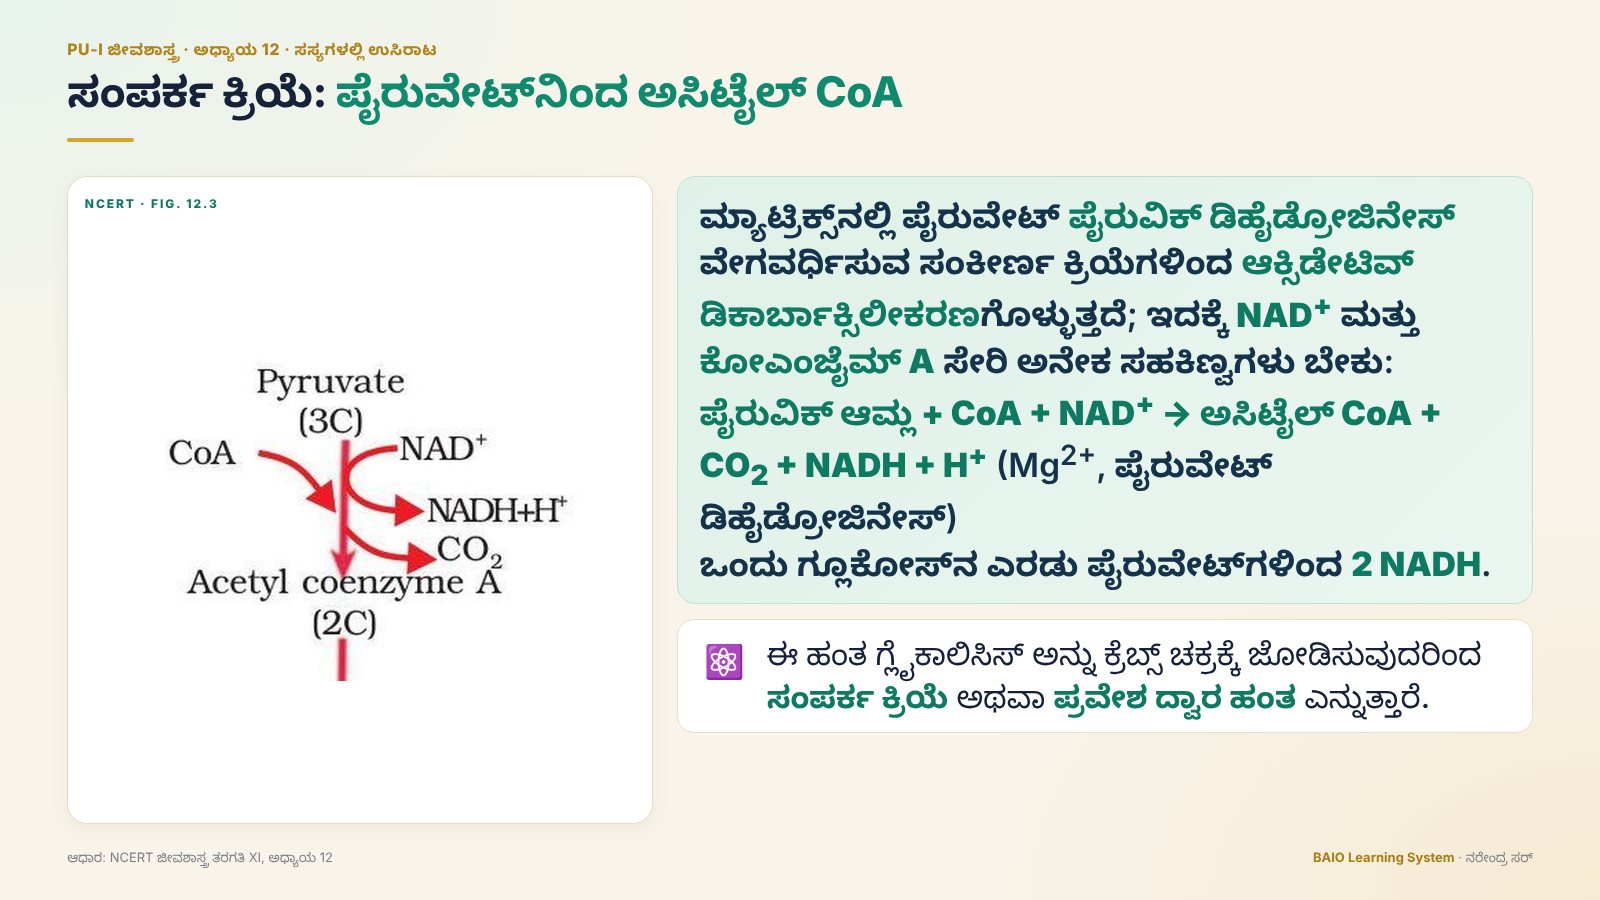 PU-I ಜೀವಶಾಸ್ತ್ರ · ಅಧ್ಯಾಯ 12 · ಸಸ್ಯಗಳಲ್ಲಿ ಉಸಿರಾಟ
ಸಂಪರ್ಕ ಕ್ರಿಯೆ: ಪೈರುವೇಟ್‌ನಿಂದ ಅಸಿಟೈಲ್ CoA
NCERT · FIG. 12.3
Pyruvate
(3C)
CoA
NAD⁺
NADH+H⁺
CO₂
Acetyl coenzyme A
(2C)
ಮ್ಯಾಟ್ರಿಕ್ಸ್‌ನಲ್ಲಿ ಪೈರುವೇಟ್ ಪೈರುವಿಕ್ ಡಿಹೈಡ್ರೋಜಿನೇಸ್
ವೇಗವರ್ಧಿಸುವ ಸಂಕೀರ್ಣ ಕ್ರಿಯೆಗಳಿಂದ ಆಕ್ಸಿಡೇಟಿವ್
ಡಿಕಾರ್ಬಾಕ್ಸಿಲೀಕರಣಗೊಳ್ಳುತ್ತದೆ; ಇದಕ್ಕೆ NAD⁺ ಮತ್ತು
ಕೋಎಂಜೈಮ್ A ಸೇರಿ ಅನೇಕ ಸಹಕಿಣ್ವಗಳು ಬೇಕು:
ಪೈರುವಿಕ್ ಆಮ್ಲ + CoA + NAD⁺ → ಅಸಿಟೈಲ್ CoA +
CO₂ + NADH + H⁺ (Mg²⁺, ಪೈರುವೇಟ್
ಡಿಹೈಡ್ರೋಜಿನೇಸ್)
ಒಂದು ಗ್ಲೂಕೋಸ್‌ನ ಎರಡು ಪೈರುವೇಟ್‌ಗಳಿಂದ 2 NADH.
ಈ ಹಂತ ಗ್ಲೈಕಾಲಿಸಿಸ್ ಅನ್ನು ಕ್ರೆಬ್ಸ್ ಚಕ್ರಕ್ಕೆ ಜೋಡಿಸುವುದರಿಂದ
ಸಂಪರ್ಕ ಕ್ರಿಯೆ ಅಥವಾ ಪ್ರವೇಶ ದ್ವಾರ ಹಂತ ಎನ್ನುತ್ತಾರೆ.
ಆಧಾರ: NCERT ಜೀವಶಾಸ್ತ್ರ ತರಗತಿ XI, ಅಧ್ಯಾಯ 12
BAIO Learning System · ನರೇಂದ್ರ ಸರ್